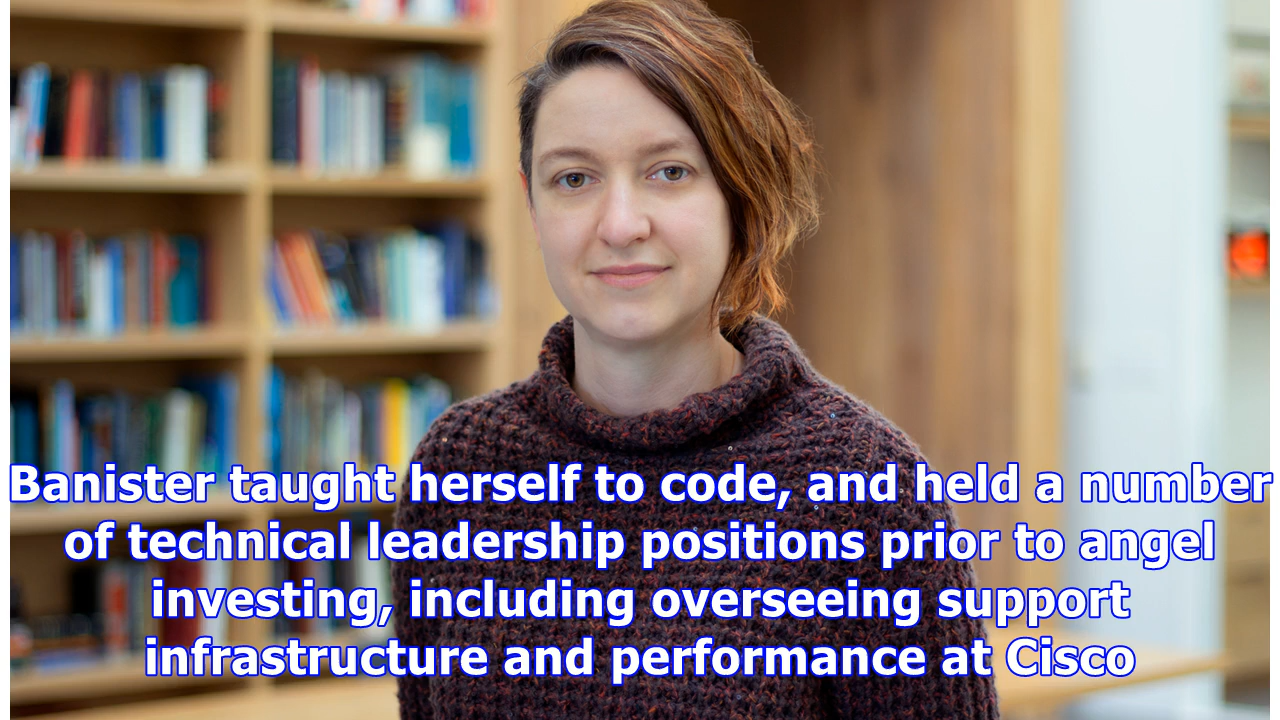 Banister taught herself to code, and held a number
of technical leadership positions prior to angel
investing, including overseeing support
infrastructure and performance at Cisco